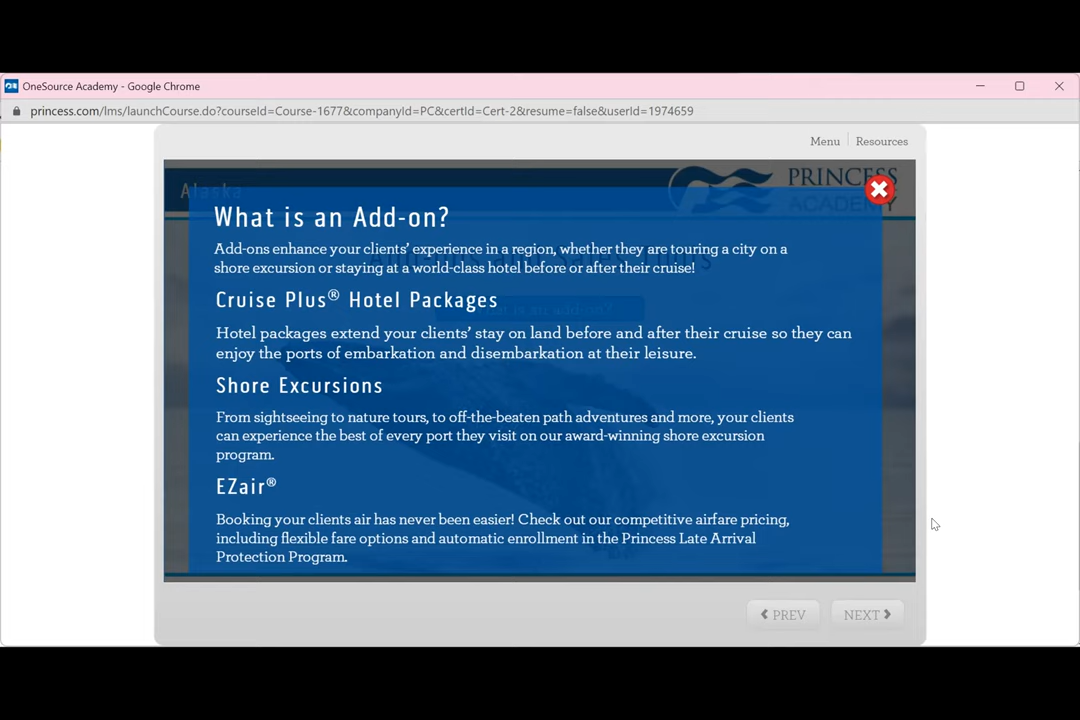 OneSource Academy - Google Chrome
princess.com/lms/launchCourse.do?courseId=Course-1677&companyId=PC&certId=Cert-2&resume=false&userId=1974659
Menu Resources
Alaska
PRINCESS
ACADEMY
What is an Add-on?
Add-ons enhance your clients' experience in a region, whether they are touring a city on a
shore excursion or staying at a world-class hotel before or after their cruise!
Cruise Plus® Hotel Packages
What is an add-on?
Hotel packages extend your clients' stay on land before and after their cruise so they can
enjoy the ports of embarkation and disembarkation at their leisure.
Shore Excursions
From sightseeing to nature tours, to off-the-beaten path adventures and more, your clients
can experience the best of every port they visit on our award-winning shore excursion
program.
EZair®
Booking your clients air has never been easier! Check out our competitive airfare pricing,
including flexible fare options and automatic enrollment in the Princess Late Arrival
Protection Program.
PREV NEXT